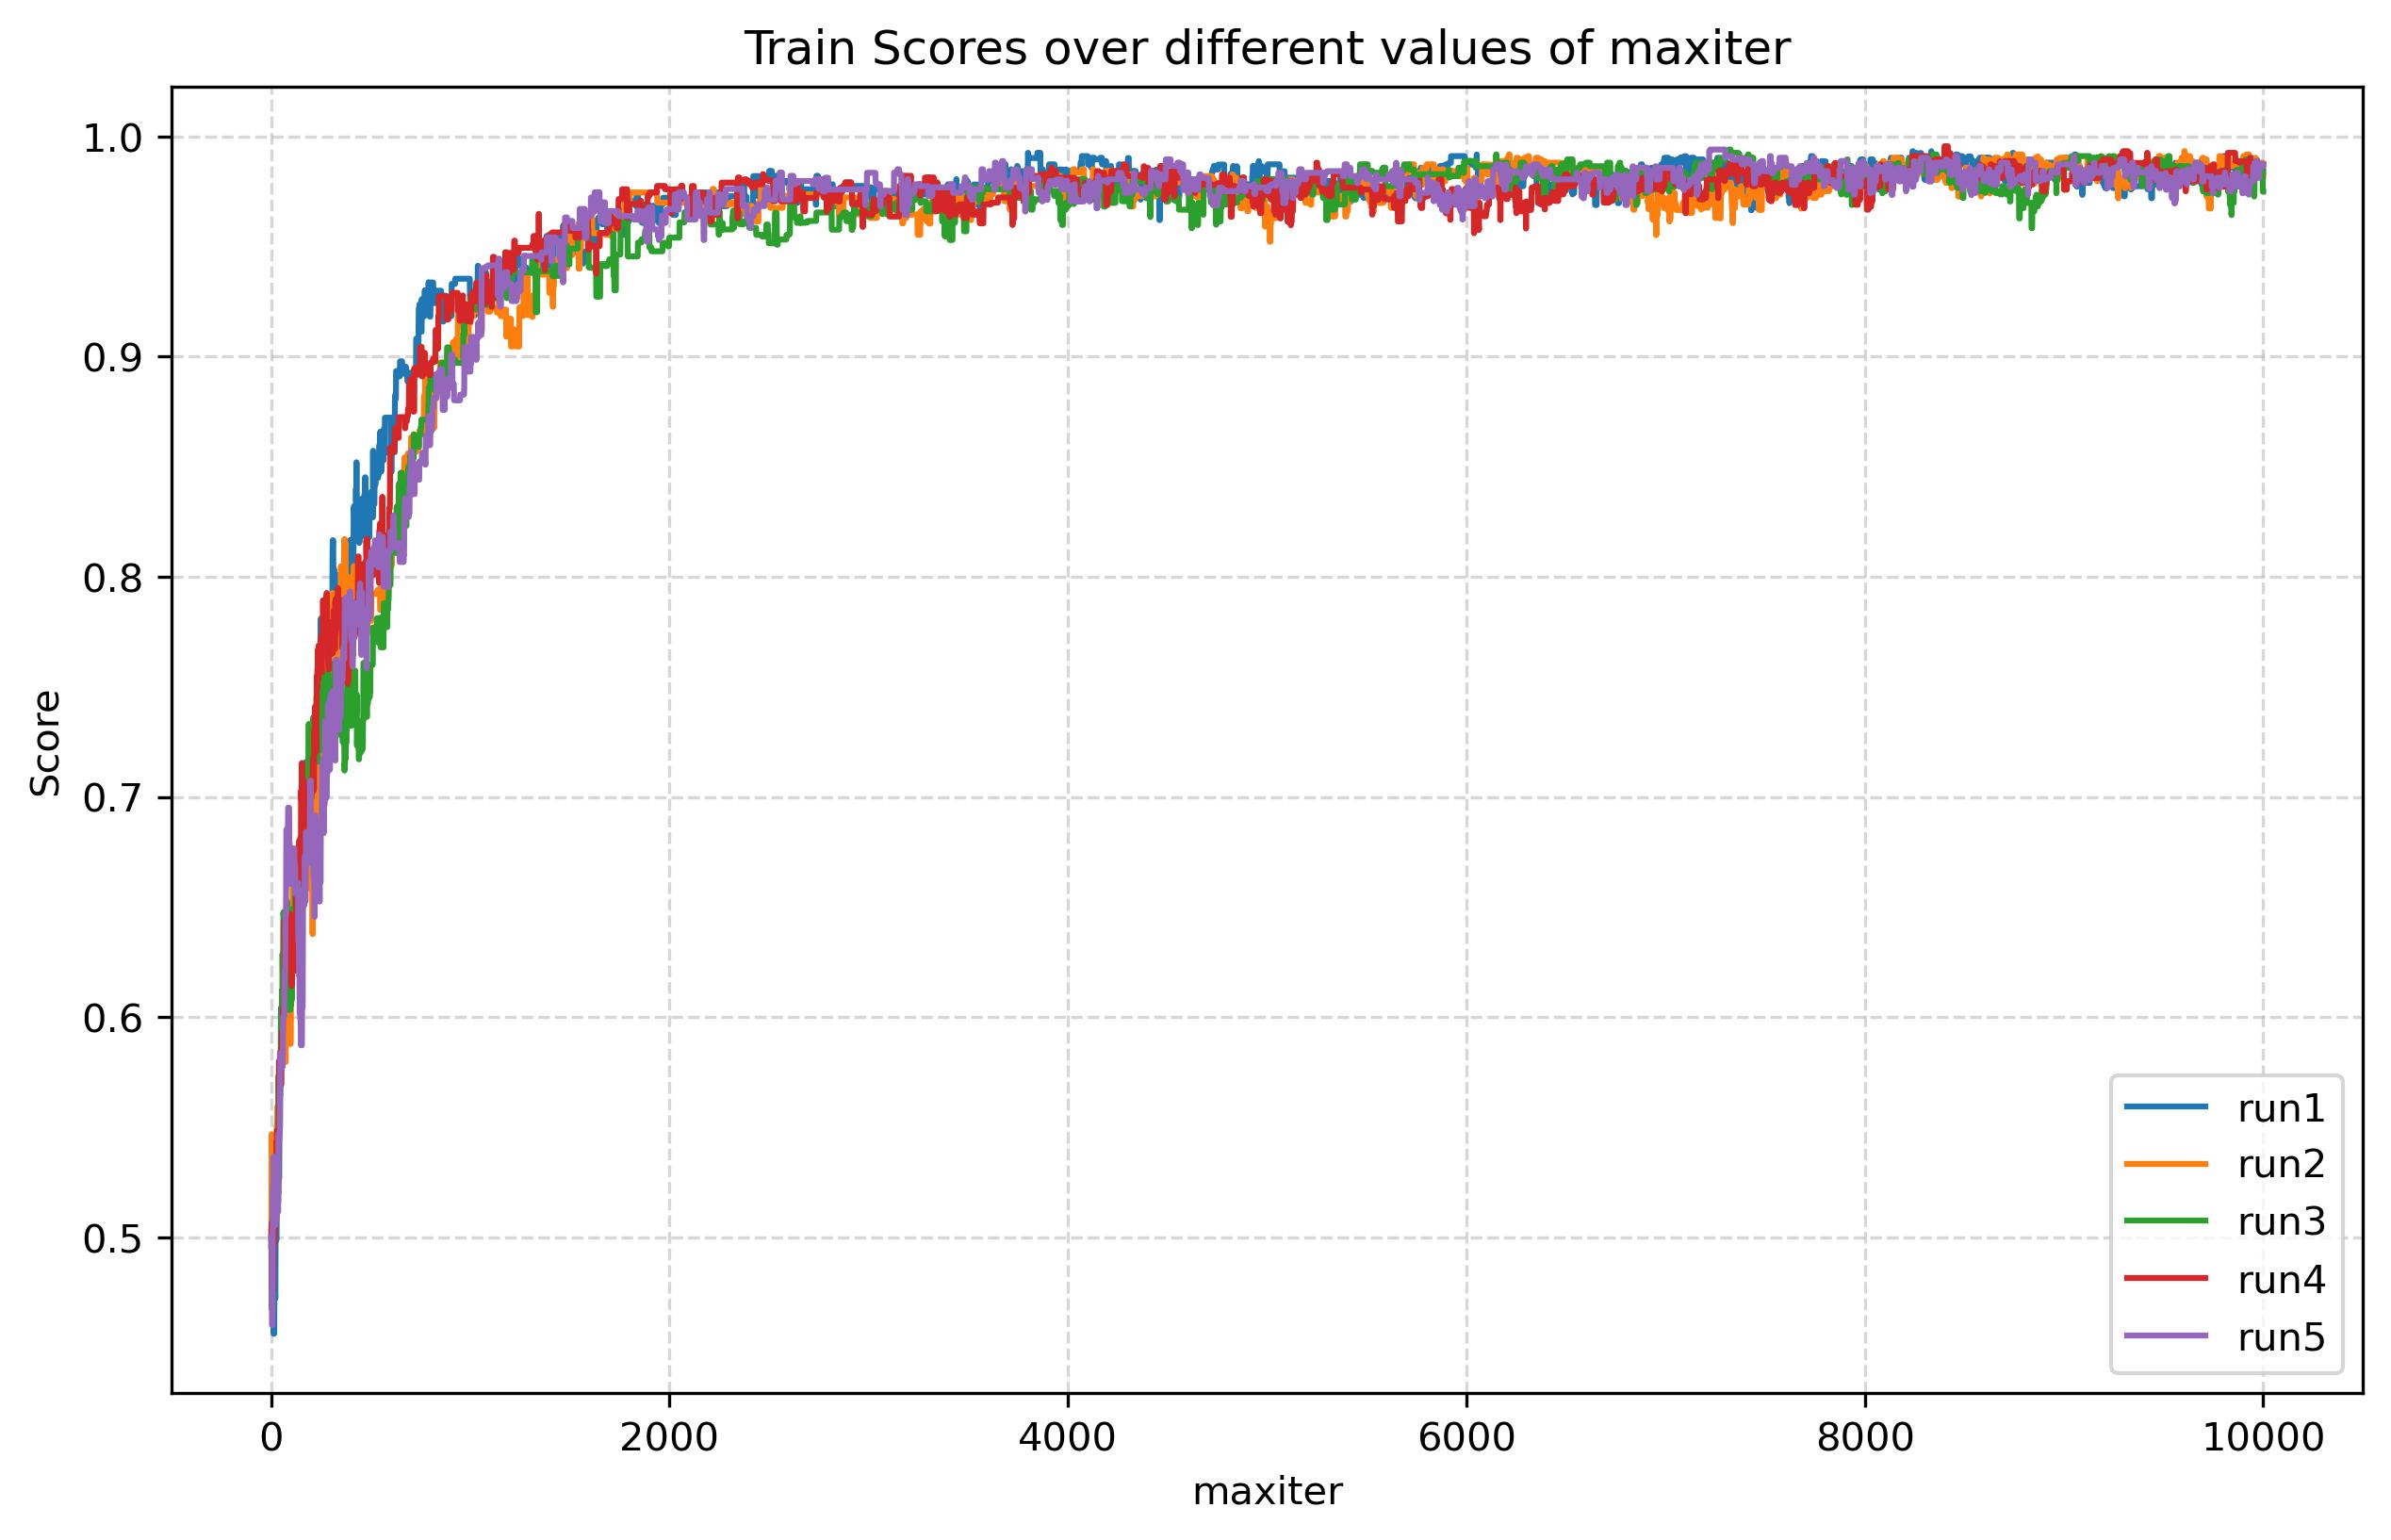 Train Scores over different values of maxiter
1.0
0.9
0.8
0.7
0.6
0.5
Score
0 2000 4000 6000 8000 10000
maxiter
run1
run2
run3
run4
run5